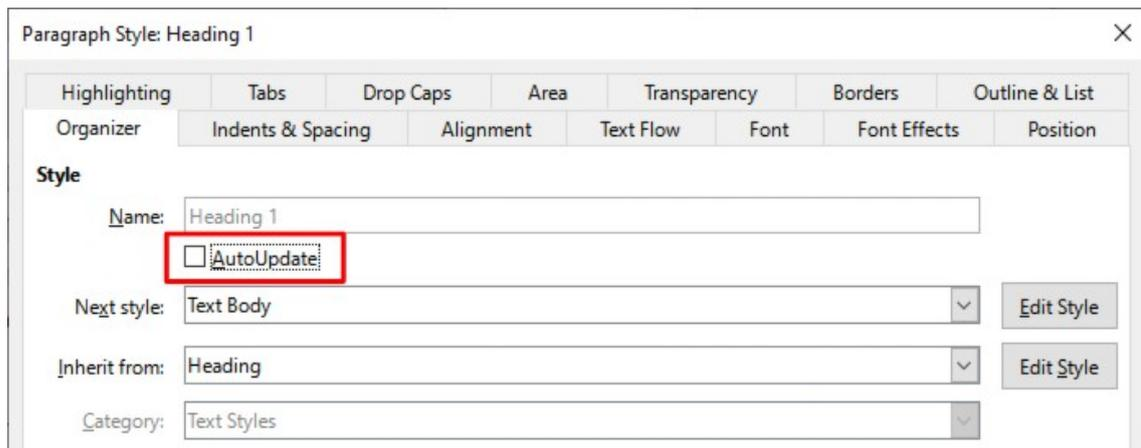 Paragraph Style: Heading 1
Highlighting Tabs Drop Caps Area Transparency Borders Outline & List
Organizer Indents & Spacing Alignment Text Flow Font Font Effects Position
Style
Name: Heading 1
AutoUpdate
Next style: Text Body Edit Style
Inherit from: Heading Edit Style
Category: Text Styles